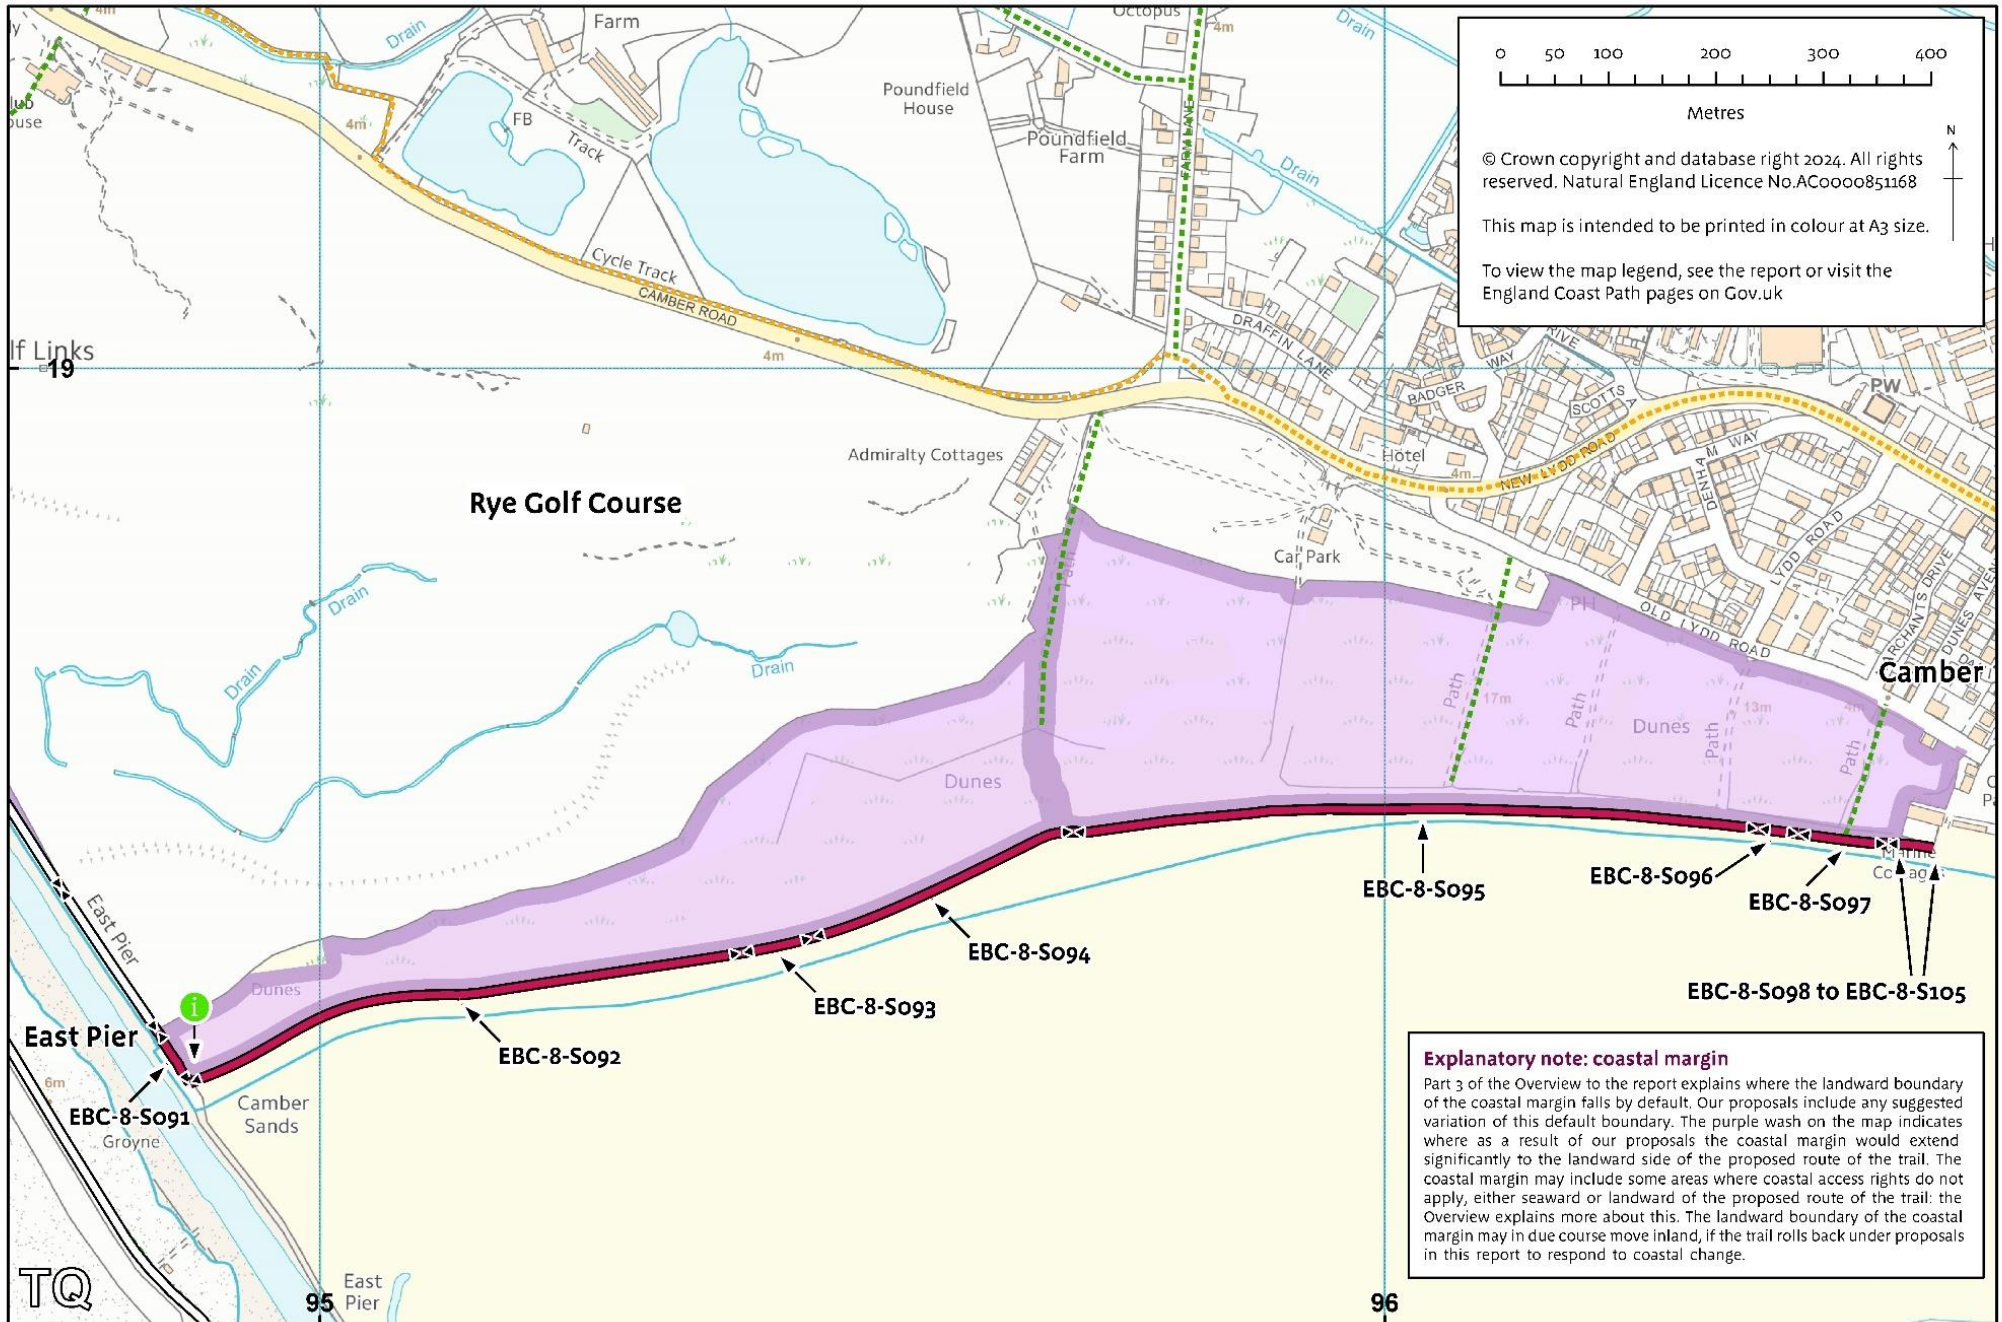 4m
Drain
Farm
Octopus
4m
Drain
0 50 100 200 300 400
Metres
N
© Crown copyright and database right 2024. All rights
reserved. Natural England Licence No.AC0000851168
This map is intended to be printed in colour at A3 size.
To view the map legend, see the report or visit the
England Coast Path pages on Gov.uk
Poundfield
House
FB
4m
Track
Poundfield
Farm
Drain
Cycle Track
CAMBER ROAD
4m
DRAFFIN LANE
WAY
BADGER
SCOTTS A
PW
lf Links
19
Admiralty Cottages
Hotel
4m
NEW LYDD ROAD
DENHAM WAY
LYDD ROAD
Rye Golf Course
Car Park
Path
PH
OLD LYDD ROAD
DUNES AVEN
Drain
Drain
Drain
Camber
Path
17m
Path
Dunes
Path
13m
4m
Path
Dunes
EBC-8-S095
EBC-8-S096
EBC-8-S097
Marine
East Pier
EBC-8-S094
EBC-8-S093
EBC-8-S092
EBC-8-S098 to EBC-8-S105
Dunes
i
East Pier
6m
EBC-8-S091
Groyne
Camber
Sands
Explanatory note: coastal margin
Part 3 of the Overview to the report explains where the landward boundary
of the coastal margin falls by default. Our proposals include any suggested
variation of this default boundary. The purple wash on the map indicates
where as a result of our proposals the coastal margin would extend
significantly to the landward side of the proposed route of the trail. The
coastal margin may include some areas where coastal access rights do not
apply, either seaward or landward of the proposed route of the trail: the
Overview explains more about this. The landward boundary of the coastal
margin may in due course move inland, if the trail rolls back under proposals
in this report to respond to coastal change.
TQ
95
East
Pier
96